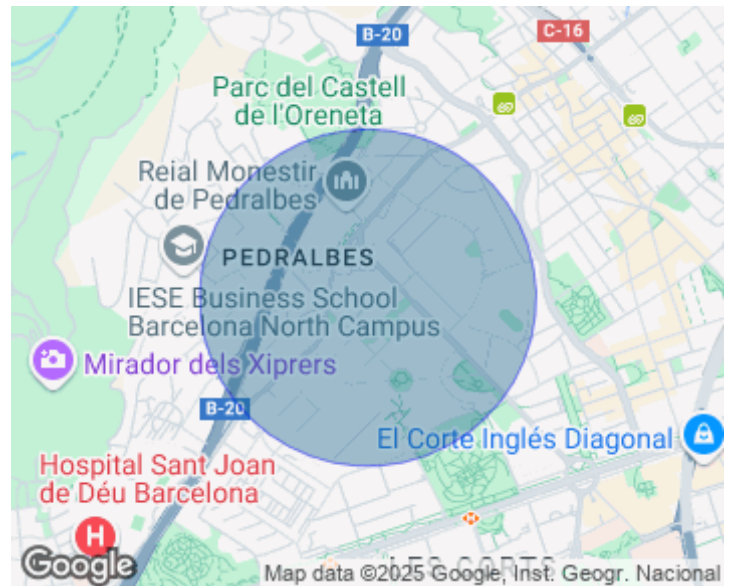 B-20
C-16
Parc del Castell
de l'Oreneta
Reial Monestir
de Pedralbes
PEDRALBES
IESE Business School
Barcelona North Campus
Mirador dels Xiprers
B-20
El Corte Inglés Diagonal
Hospital Sant Joan
de Déu Barcelona
H
LES CORTS
Google
Map data ©2025 Google, Inst. Geogr. Nacional